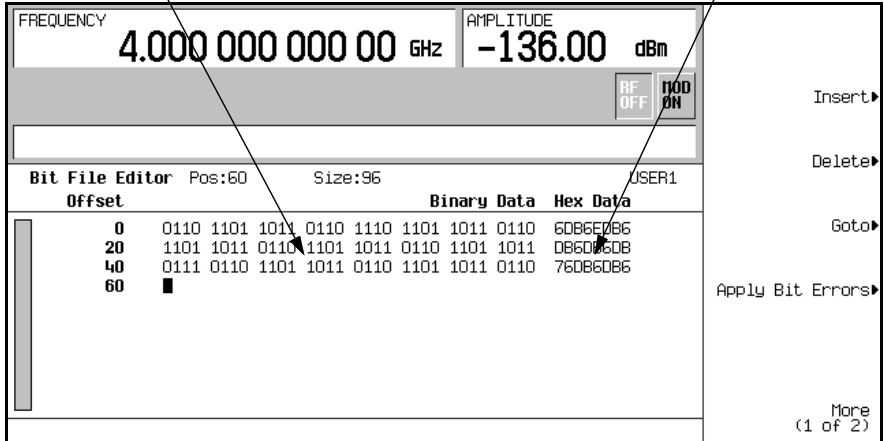 FREQUENCY
4.000 000 000 00 GHz
AMPLITUDE
-136.00 dBm
RF OFF
MOD ON
Insert
Delete
Bit File Editor Pos:60 Size:96 USER1
Offset Binary Data Hex Data
0 0110 1101 1011 0110 1110 1101 1011 0110 6DB6EDB6
20 1101 1011 0110 1101 1011 0110 1101 1011 DB6DB6DB
40 0111 0110 1101 1011 0110 1101 1011 0110 76DB6DB6
60
Goto
Apply Bit Errors
More
(1 of 2)